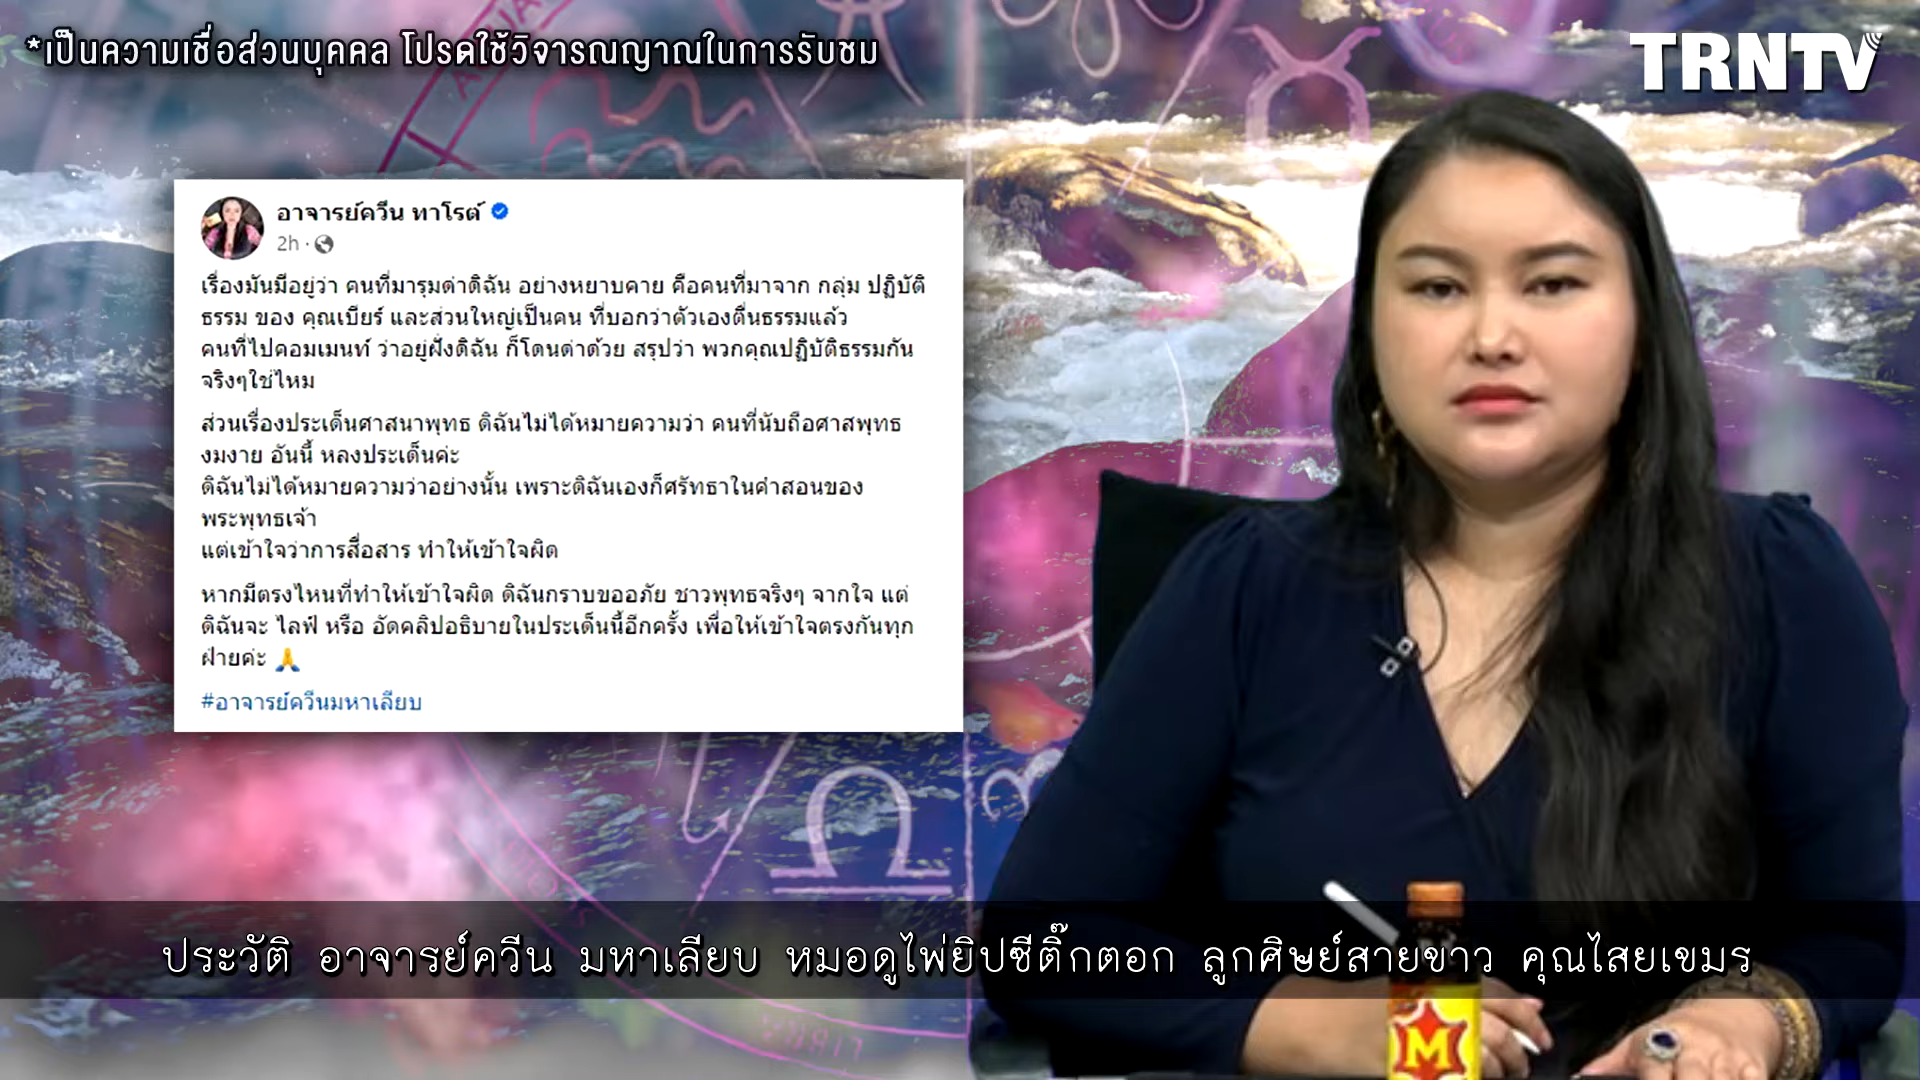 *เป็นความเชื่อส่วนบุคคล โปรดใช้วิจารณญาณในการรับชม
TRNTV
อาจารย์ควีน ทาโรต์
2h ·
เรื่องมันมีอยู่ว่า คนที่มารุมด่าดิฉัน อย่างหยาบคาย คือคนที่มาจาก กลุ่ม ปฏิบัติ
ธรรม ของ คุณเบียร์ และส่วนใหญ่เป็นคน ที่บอกว่าตัวเองตื่นธรรมแล้ว
คนที่ไปคอมเมนท์ ว่าอยู่ฝั่งดิฉัน ก็โดนด่าด้วย สรุปว่า พวกคุณปฏิบัติธรรมกัน
จริงๆใช่ไหม
ส่วนเรื่องประเด็นศาสนาพุทธ ดิฉันไม่ได้หมายความว่า คนที่นับถือศาสพุทธ
งมงาย อันนี้ หลงประเด็นค่ะ
ดิฉันไม่ได้หมายความว่าอย่างนั้น เพราะดิฉันเองก็ศรัทธาในคำสอนของ
พระพุทธเจ้า
แต่เข้าใจว่าการสื่อสาร ทำให้เข้าใจผิด
หากมีตรงไหนที่ทำให้เข้าใจผิด ดิฉันกราบขออภัย ชาวพุทธจริงๆ จากใจ แต่
ดิฉันจะ ไลฟ์ หรือ อัดคลิปอธิบายในประเด็นนี้อีกครั้ง เพื่อให้เข้าใจตรงกันทุก
ฝ่ายค่ะ 🙏
#อาจารย์ควีนมหาเลียบ
ประวัติ อาจารย์ควีน มหาเลียบ หมอดูไพ่ยิปซีติ๊กตอก ลูกศิษย์สายขาว คุณไสยเขมร
M